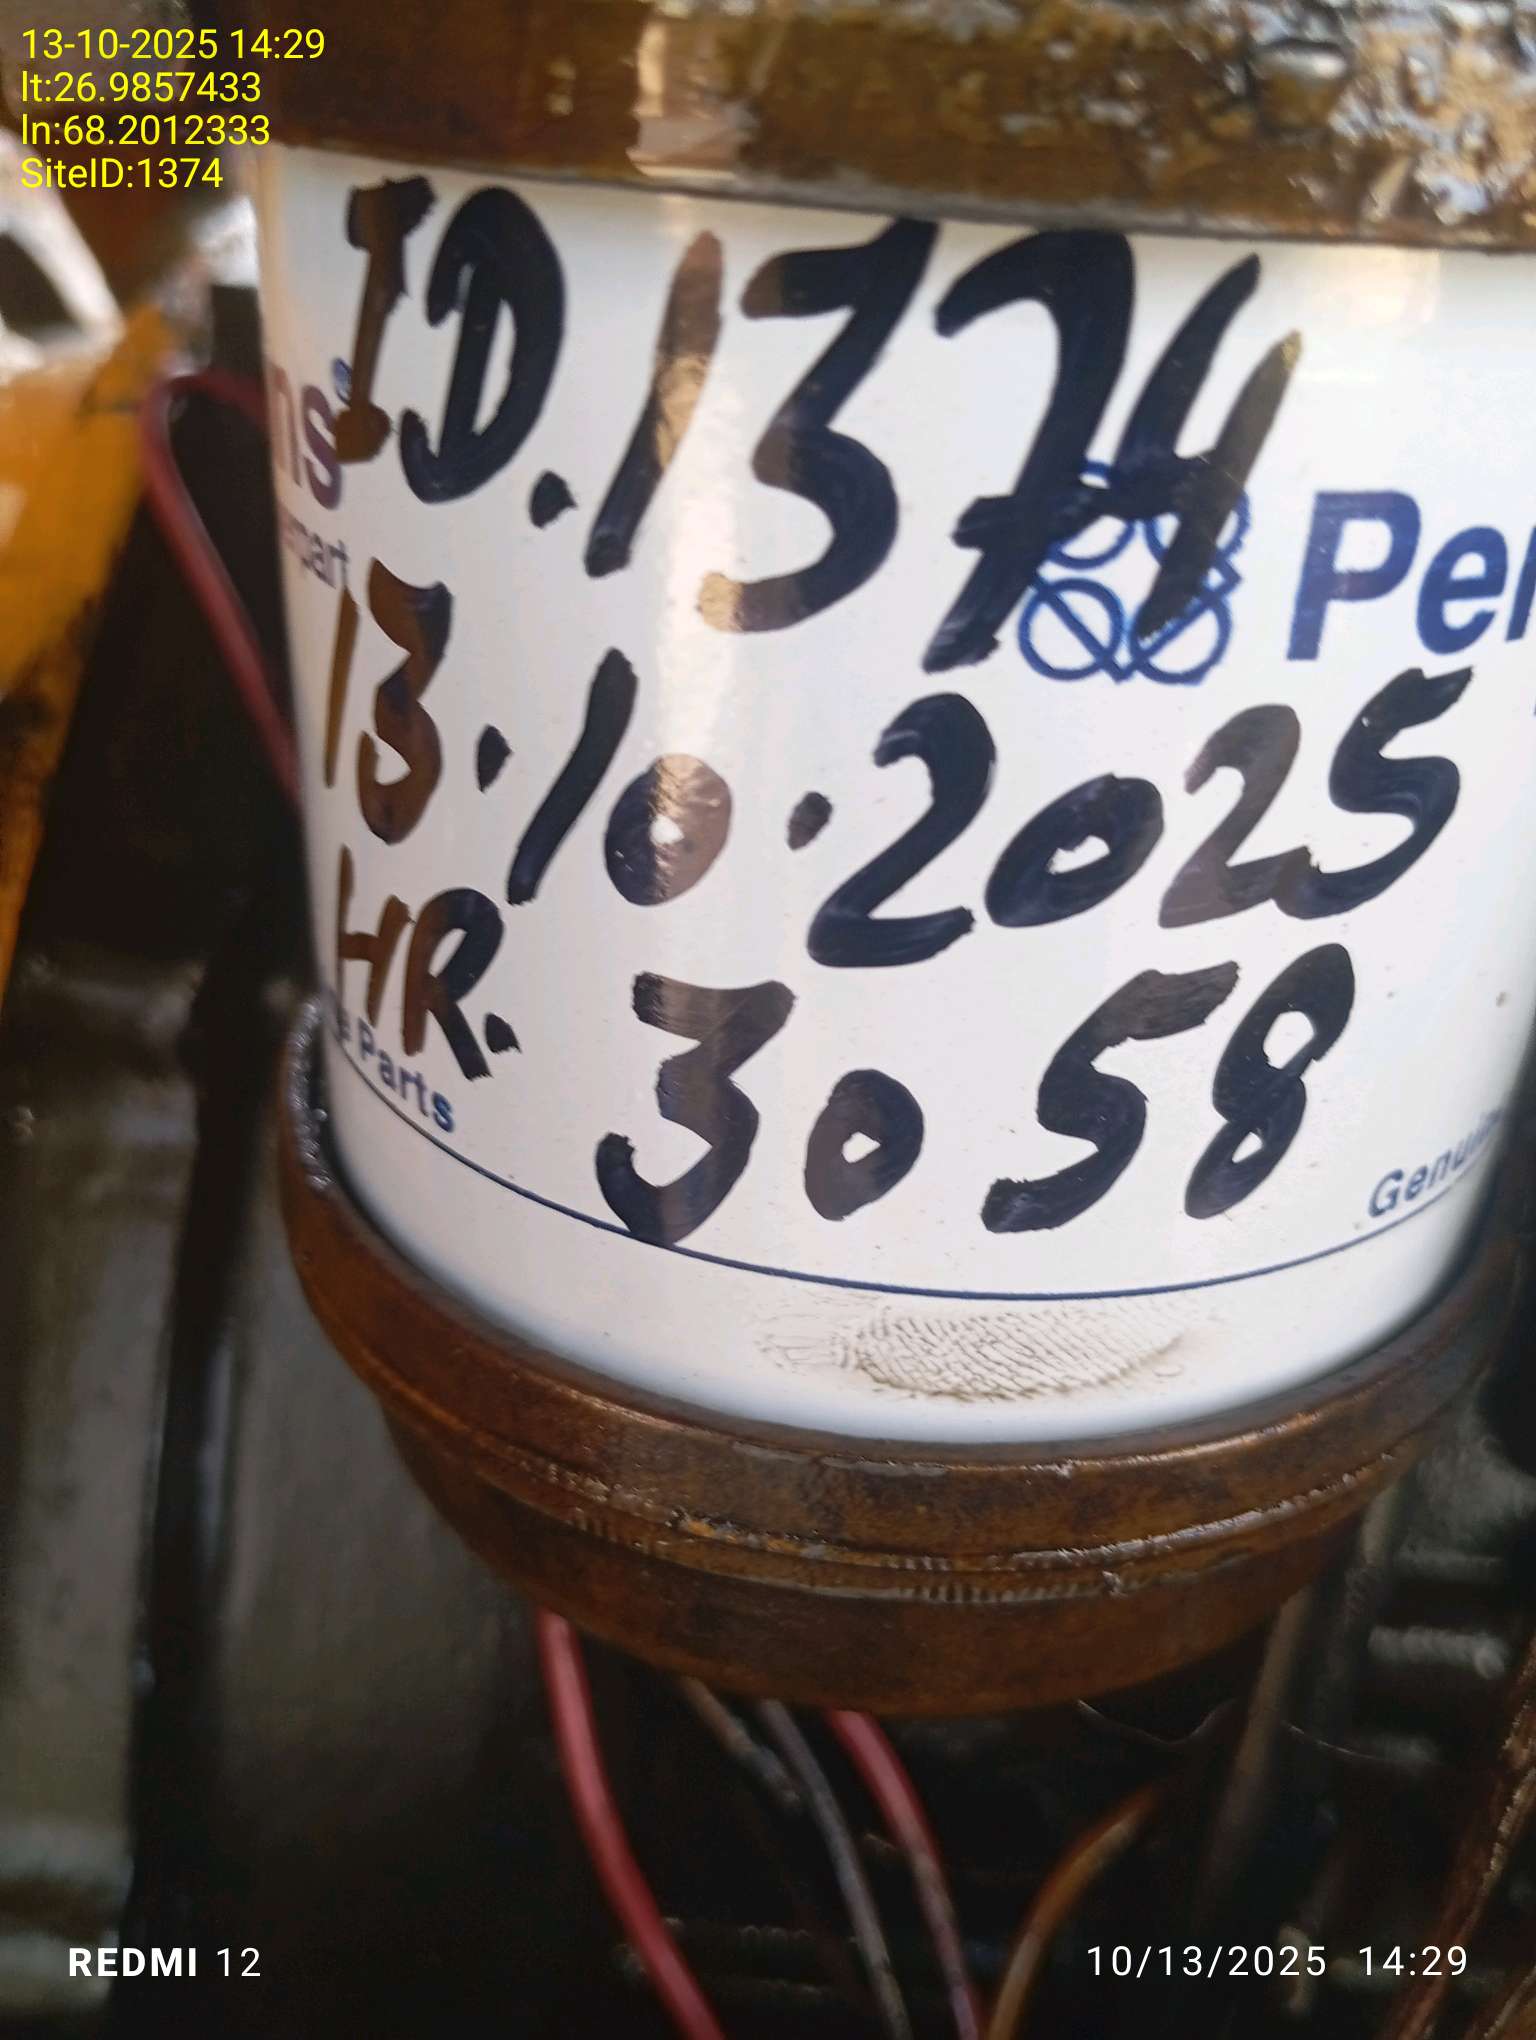 13-10-2025 14:29
lt:26.9857433
ln:68.2012333
SiteID:1374
ID.1374
13.10.2025
HR. 3058
Parts
REDMI 12
10/13/2025 14:29